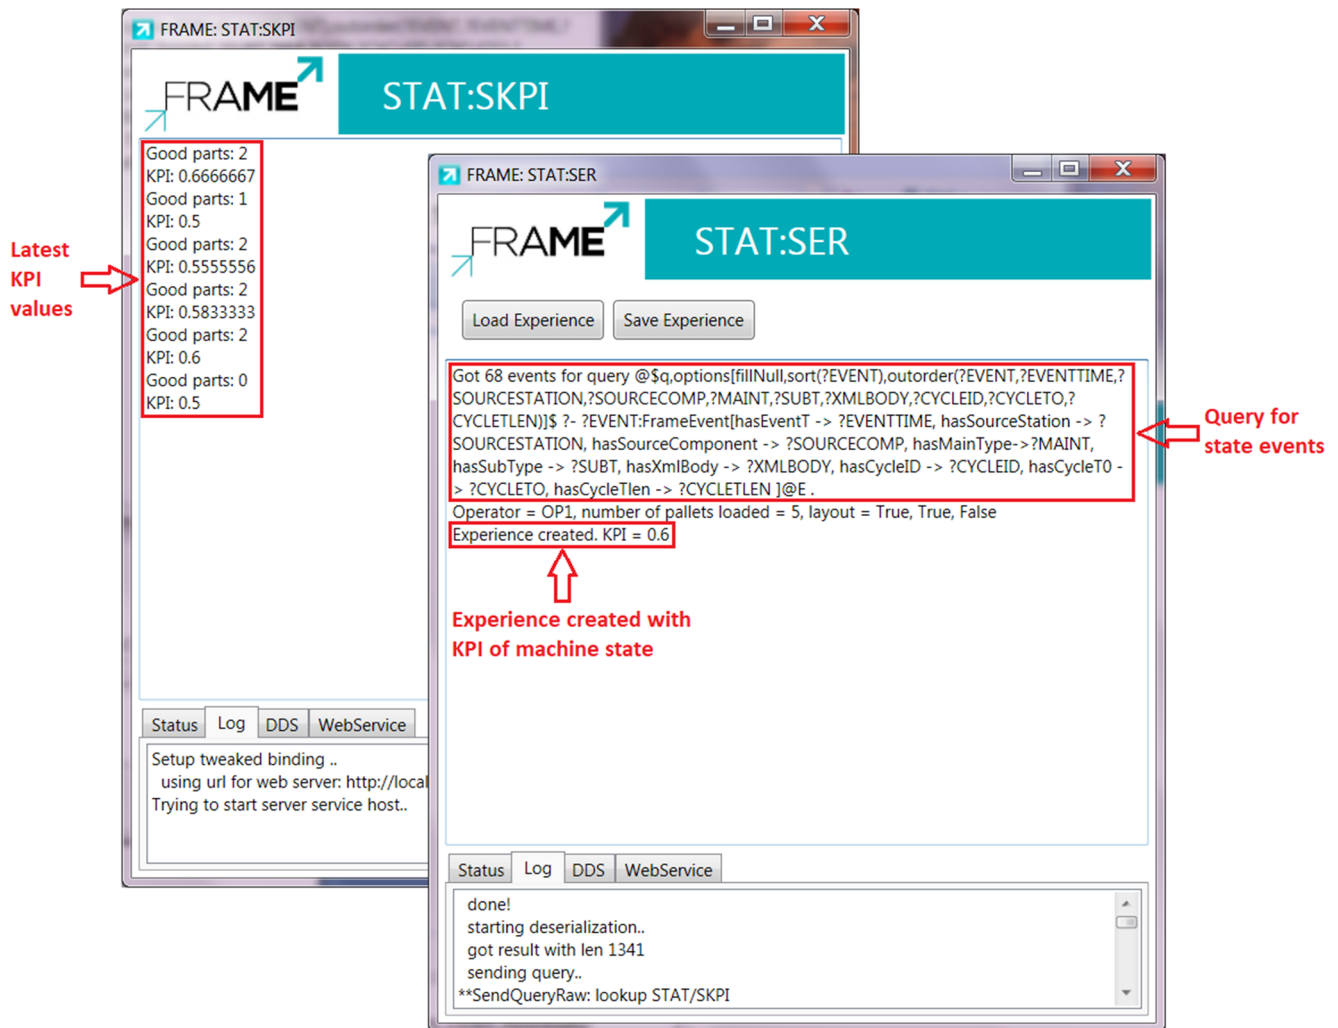 FRAME: STAT:SKPI
FRAME
STAT:SKPI
Good parts: 2
KPI: 0.6666667
Good parts: 1
KPI: 0.5
Good parts: 2
KPI: 0.5555556
Good parts: 2
KPI: 0.5833333
Good parts: 2
KPI: 0.6
Good parts: 0
KPI: 0.5
Latest
KPI
values
Status Log DDS WebService
Setup tweaked binding ..
using url for web server: http://local
Trying to start server service host..
FRAME: STAT:SER
FRAME
STAT:SER
Load Experience Save Experience
Got 68 events for query @$q,options[fillNull,sort(?EVENT),outorder(?EVENT,?EVENTTIME,?
SOURCESTATION,?SOURCECOMP,?MAINT,?SUBT,?XMLBODY,?CYCLEID,?CYCLETO,?
CYCLETLEN)]$ ?- ?EVENT:FrameEvent[hasEventT -> ?EVENTTIME, hasSourceStation -> ?
SOURCESTATION, hasSourceComponent -> ?SOURCECOMP, hasMainType->?MAINT,
hasSubType -> ?SUBT, hasXmlBody -> ?XMLBODY, hasCycleID -> ?CYCLEID, hasCycleT0 -
> ?CYCLETO, hasCycleTlen -> ?CYCLETLEN ]@E .
Operator = OP1, number of pallets loaded = 5, layout = True, True, False
Experience created. KPI = 0.6
Query for
state events
Experience created with
KPI of machine state
Status Log DDS WebService
done!
starting deserialization..
got result with len 1341
sending query..
**SendQueryRaw: lookup STAT/SKPI